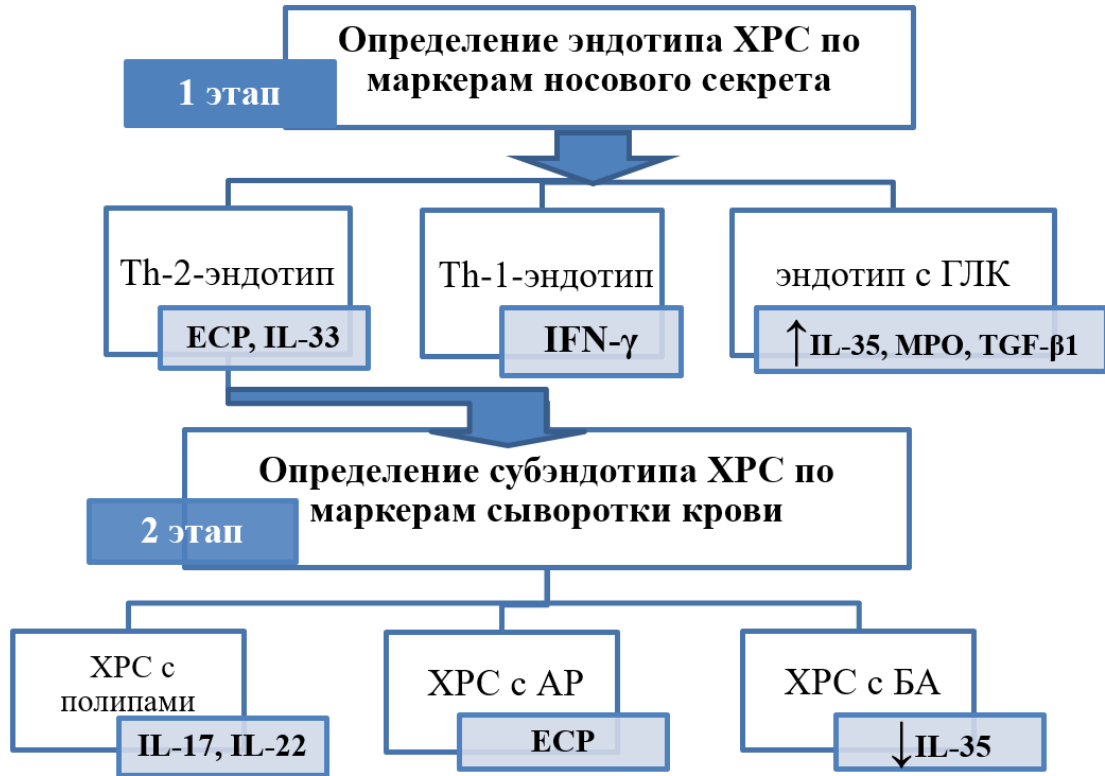 Определение эндотипа ХРС по
маркерам носового секрета
1 этап
Th-2-эндотип
ECP, IL-33
Th-1-эндотип
IFN-γ
эндотип с ГЛК
↑IL-35, MPO, TGF-β1
Определение субэндотипа ХРС по
маркерам сыворотки крови
2 этап
ХРС с
полипами
IL-17, IL-22
ХРС с АР
ECP
ХРС с БА
↓IL-35